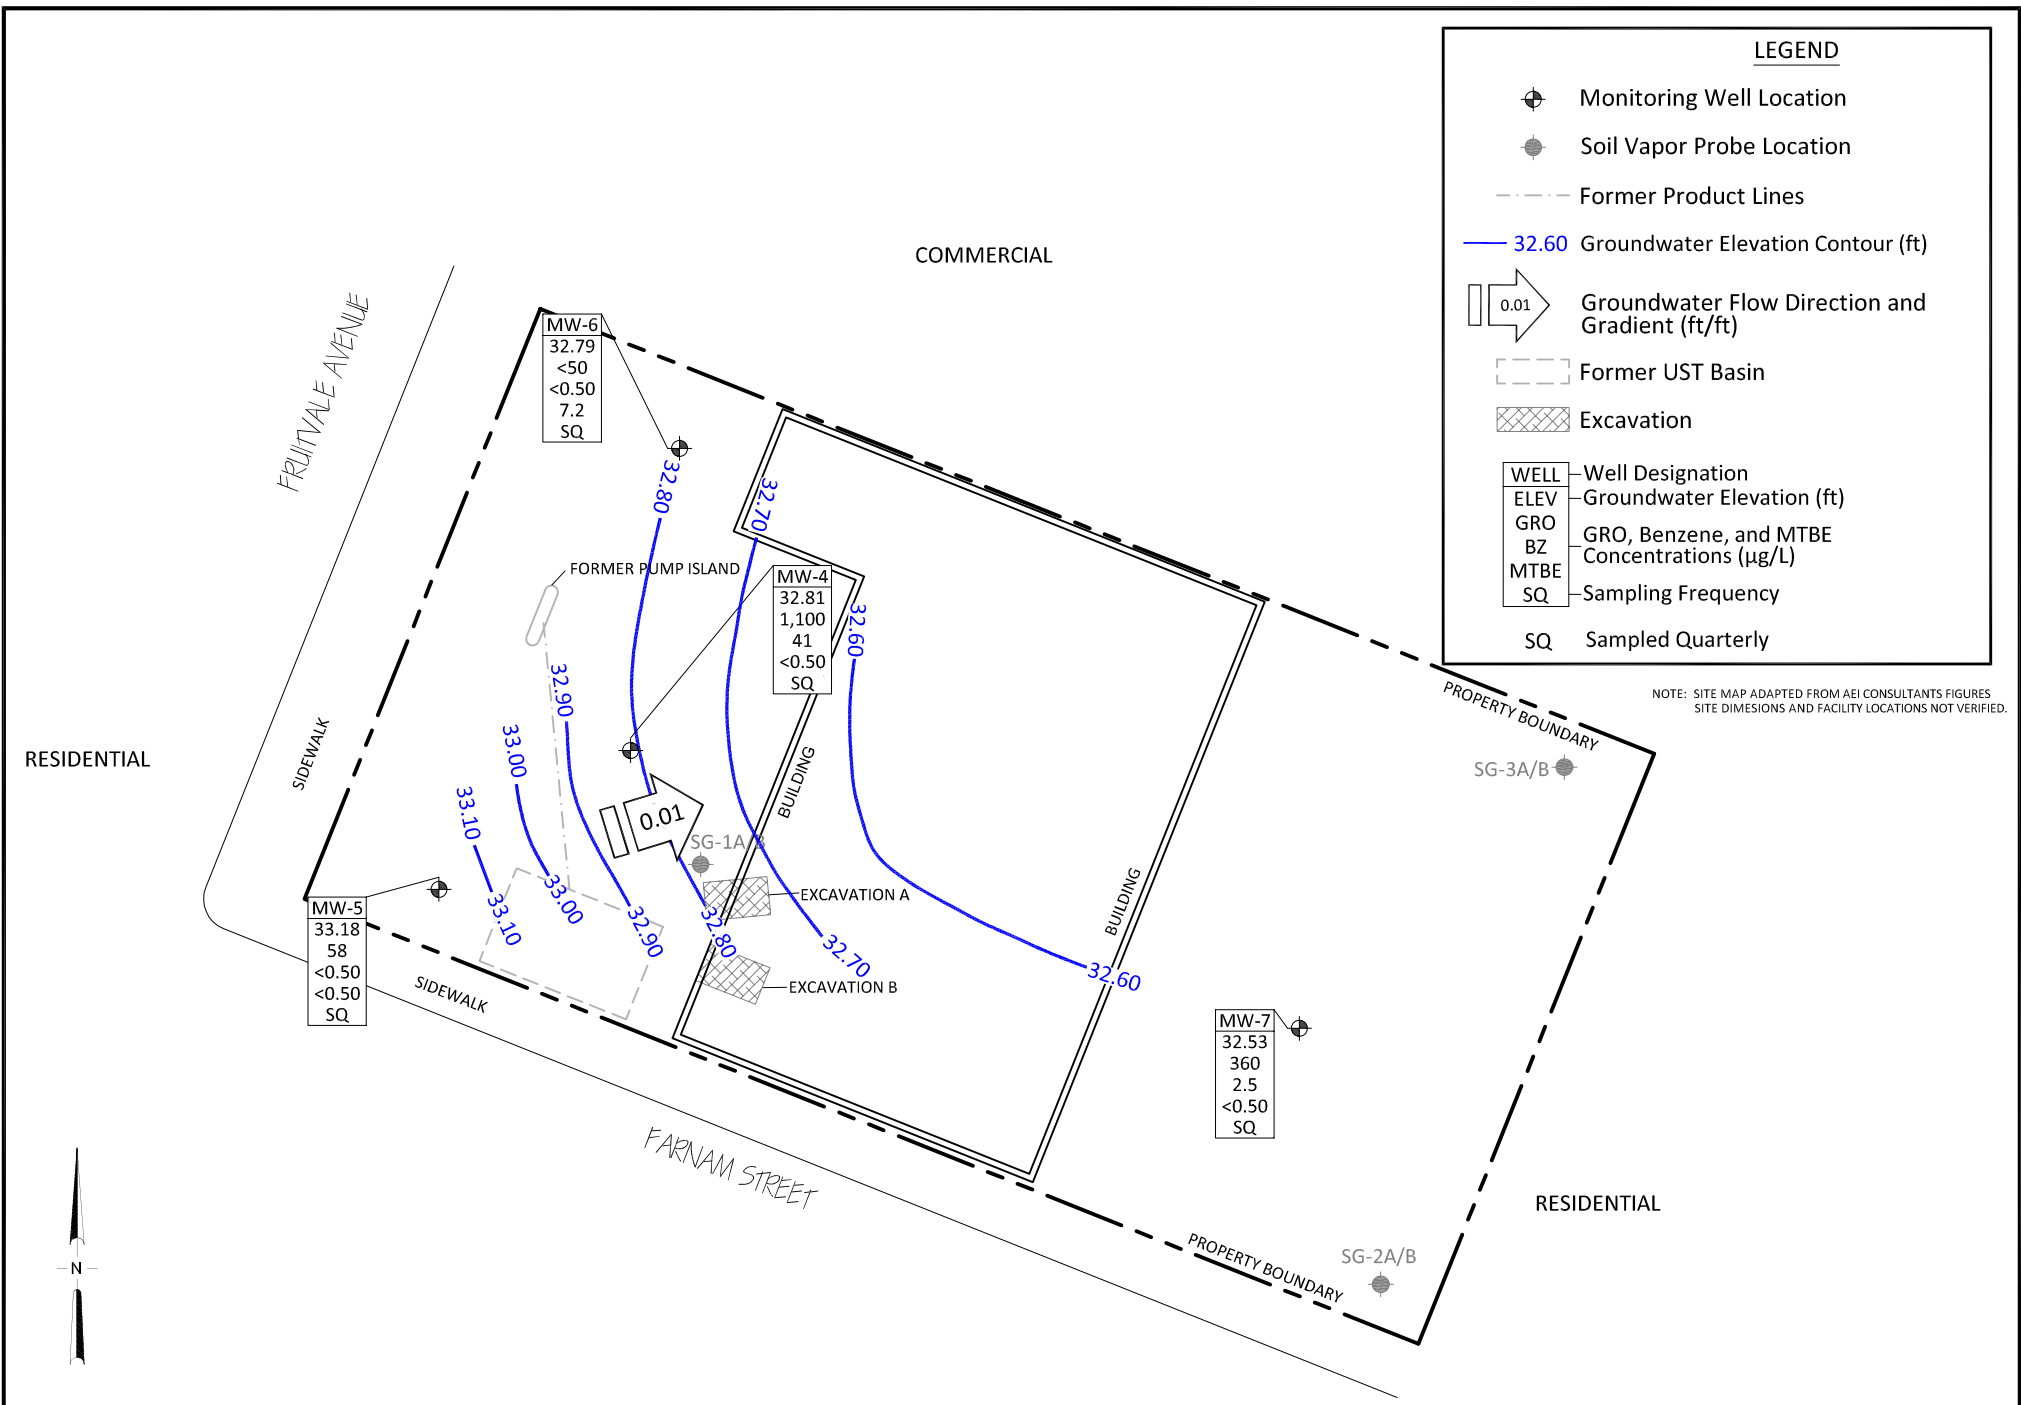 LEGEND
Monitoring Well Location
Soil Vapor Probe Location
Former Product Lines
32.60 Groundwater Elevation Contour (ft)
0.01
Groundwater Flow Direction and
Gradient (ft/ft)
Former UST Basin
Excavation
WELL Well Designation
ELEV Groundwater Elevation (ft)
GRO
BZ
MTBE
GRO, Benzene, and MTBE
Concentrations (µg/L)
SQ Sampling Frequency
SQ Sampled Quarterly
NOTE: SITE MAP ADAPTED FROM AEI CONSULTANTS FIGURES
SITE DIMESIONS AND FACILITY LOCATIONS NOT VERIFIED.
COMMERCIAL
FRUITVALE AVENUE
MW-6
32.79
<50
<0.50
7.2
SQ
32.80
32.70
FORMER PUMP ISLAND
MW-4
32.81
1,100
41
<0.50
SQ
32.60
32.90
33.00
33.10
RESIDENTIAL
SIDEWALK
BUILDING
0.01
SG-1A/B
PROPERTY BOUNDARY
SG-3A/B
EXCAVATION A
33.10
33.00
32.90
32.80
32.70
32.60
BUILDING
MW-5
33.18
58
<0.50
<0.50
SQ
SIDEWALK
EXCAVATION B
MW-7
32.53
360
2.5
<0.50
SQ
FARNAM STREET
RESIDENTIAL
PROPERTY BOUNDARY
SG-2A/B
N